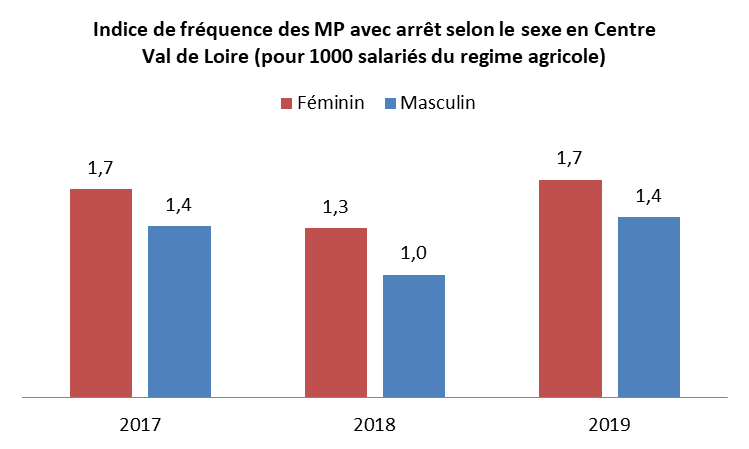 Indice de fréquence des MP avec arrêt selon le sexe en Centre
Val de Loire (pour 1000 salariés du regime agricole)
Féminin Masculin
1,7 1,4 1,3 1,0 1,7 1,4
2017 2018 2019